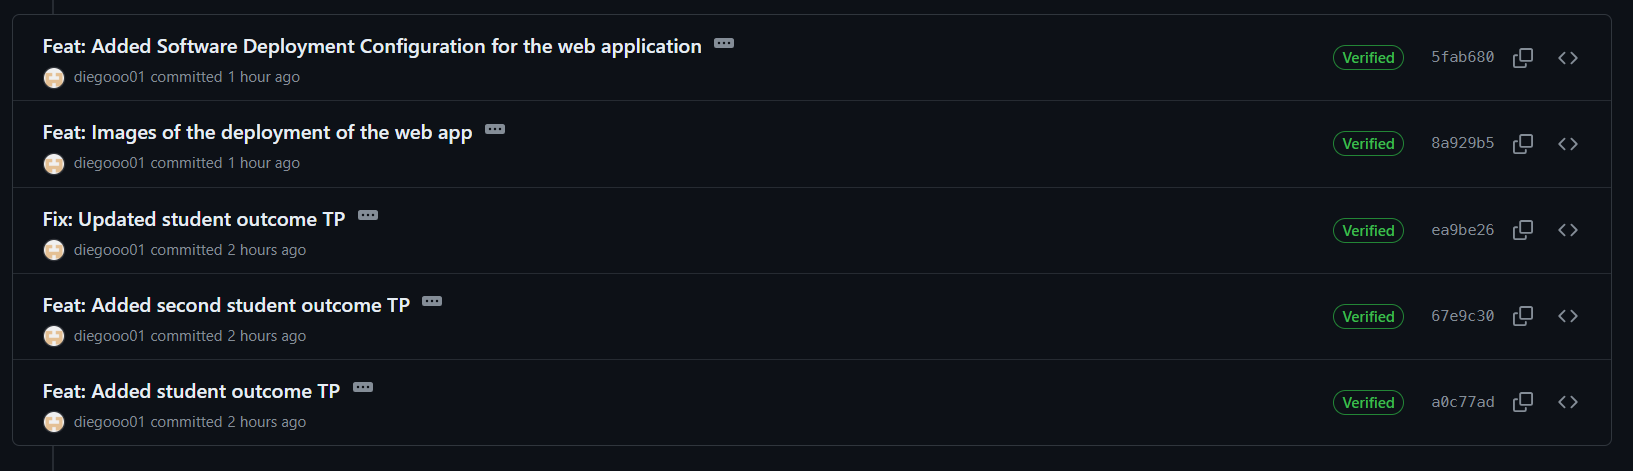 Feat: Added Software Deployment Configuration for the web application
diegooo01 committed 1 hour ago
Verified
5fab680
Feat: Images of the deployment of the web app
diegooo01 committed 1 hour ago
Verified
8a929b5
Fix: Updated student outcome TP
diegooo01 committed 2 hours ago
Verified
ea9be26
Feat: Added second student outcome TP
diegooo01 committed 2 hours ago
Verified
67e9c30
Feat: Added student outcome TP
diegooo01 committed 2 hours ago
Verified
a0c77ad